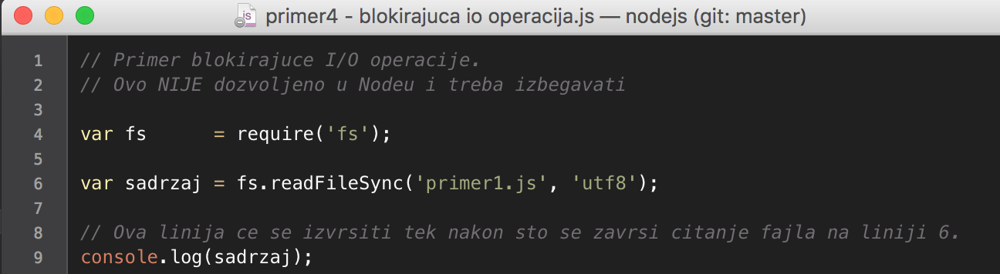 JS
primer4 - blokirajuca io operacija.js — nodejs (git: master)
1 // Primer blokirajuce I/O operacije.
2 // Ovo NIJE dozvoljeno u Nodeu i treba izbegavati
3
4 var fs      = require('fs');
5
6 var sadrzaj = fs.readFileSync('primer1.js', 'utf8');
7
8 // Ova linija ce se izvrsiti tek nakon sto se zavrsi citanje fajla na liniji 6.
9 console.log(sadrzaj);